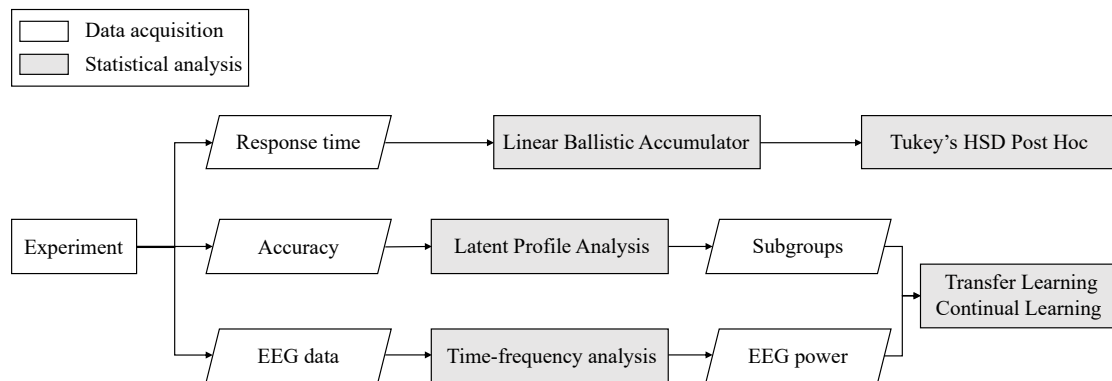 Data acquisition
Statistical analysis
Response time
Linear Ballistic Accumulator
Tukey’s HSD Post Hoc
Experiment
Accuracy
Latent Profile Analysis
Subgroups
Transfer Learning
Continual Learning
EEG data
Time-frequency analysis
EEG power